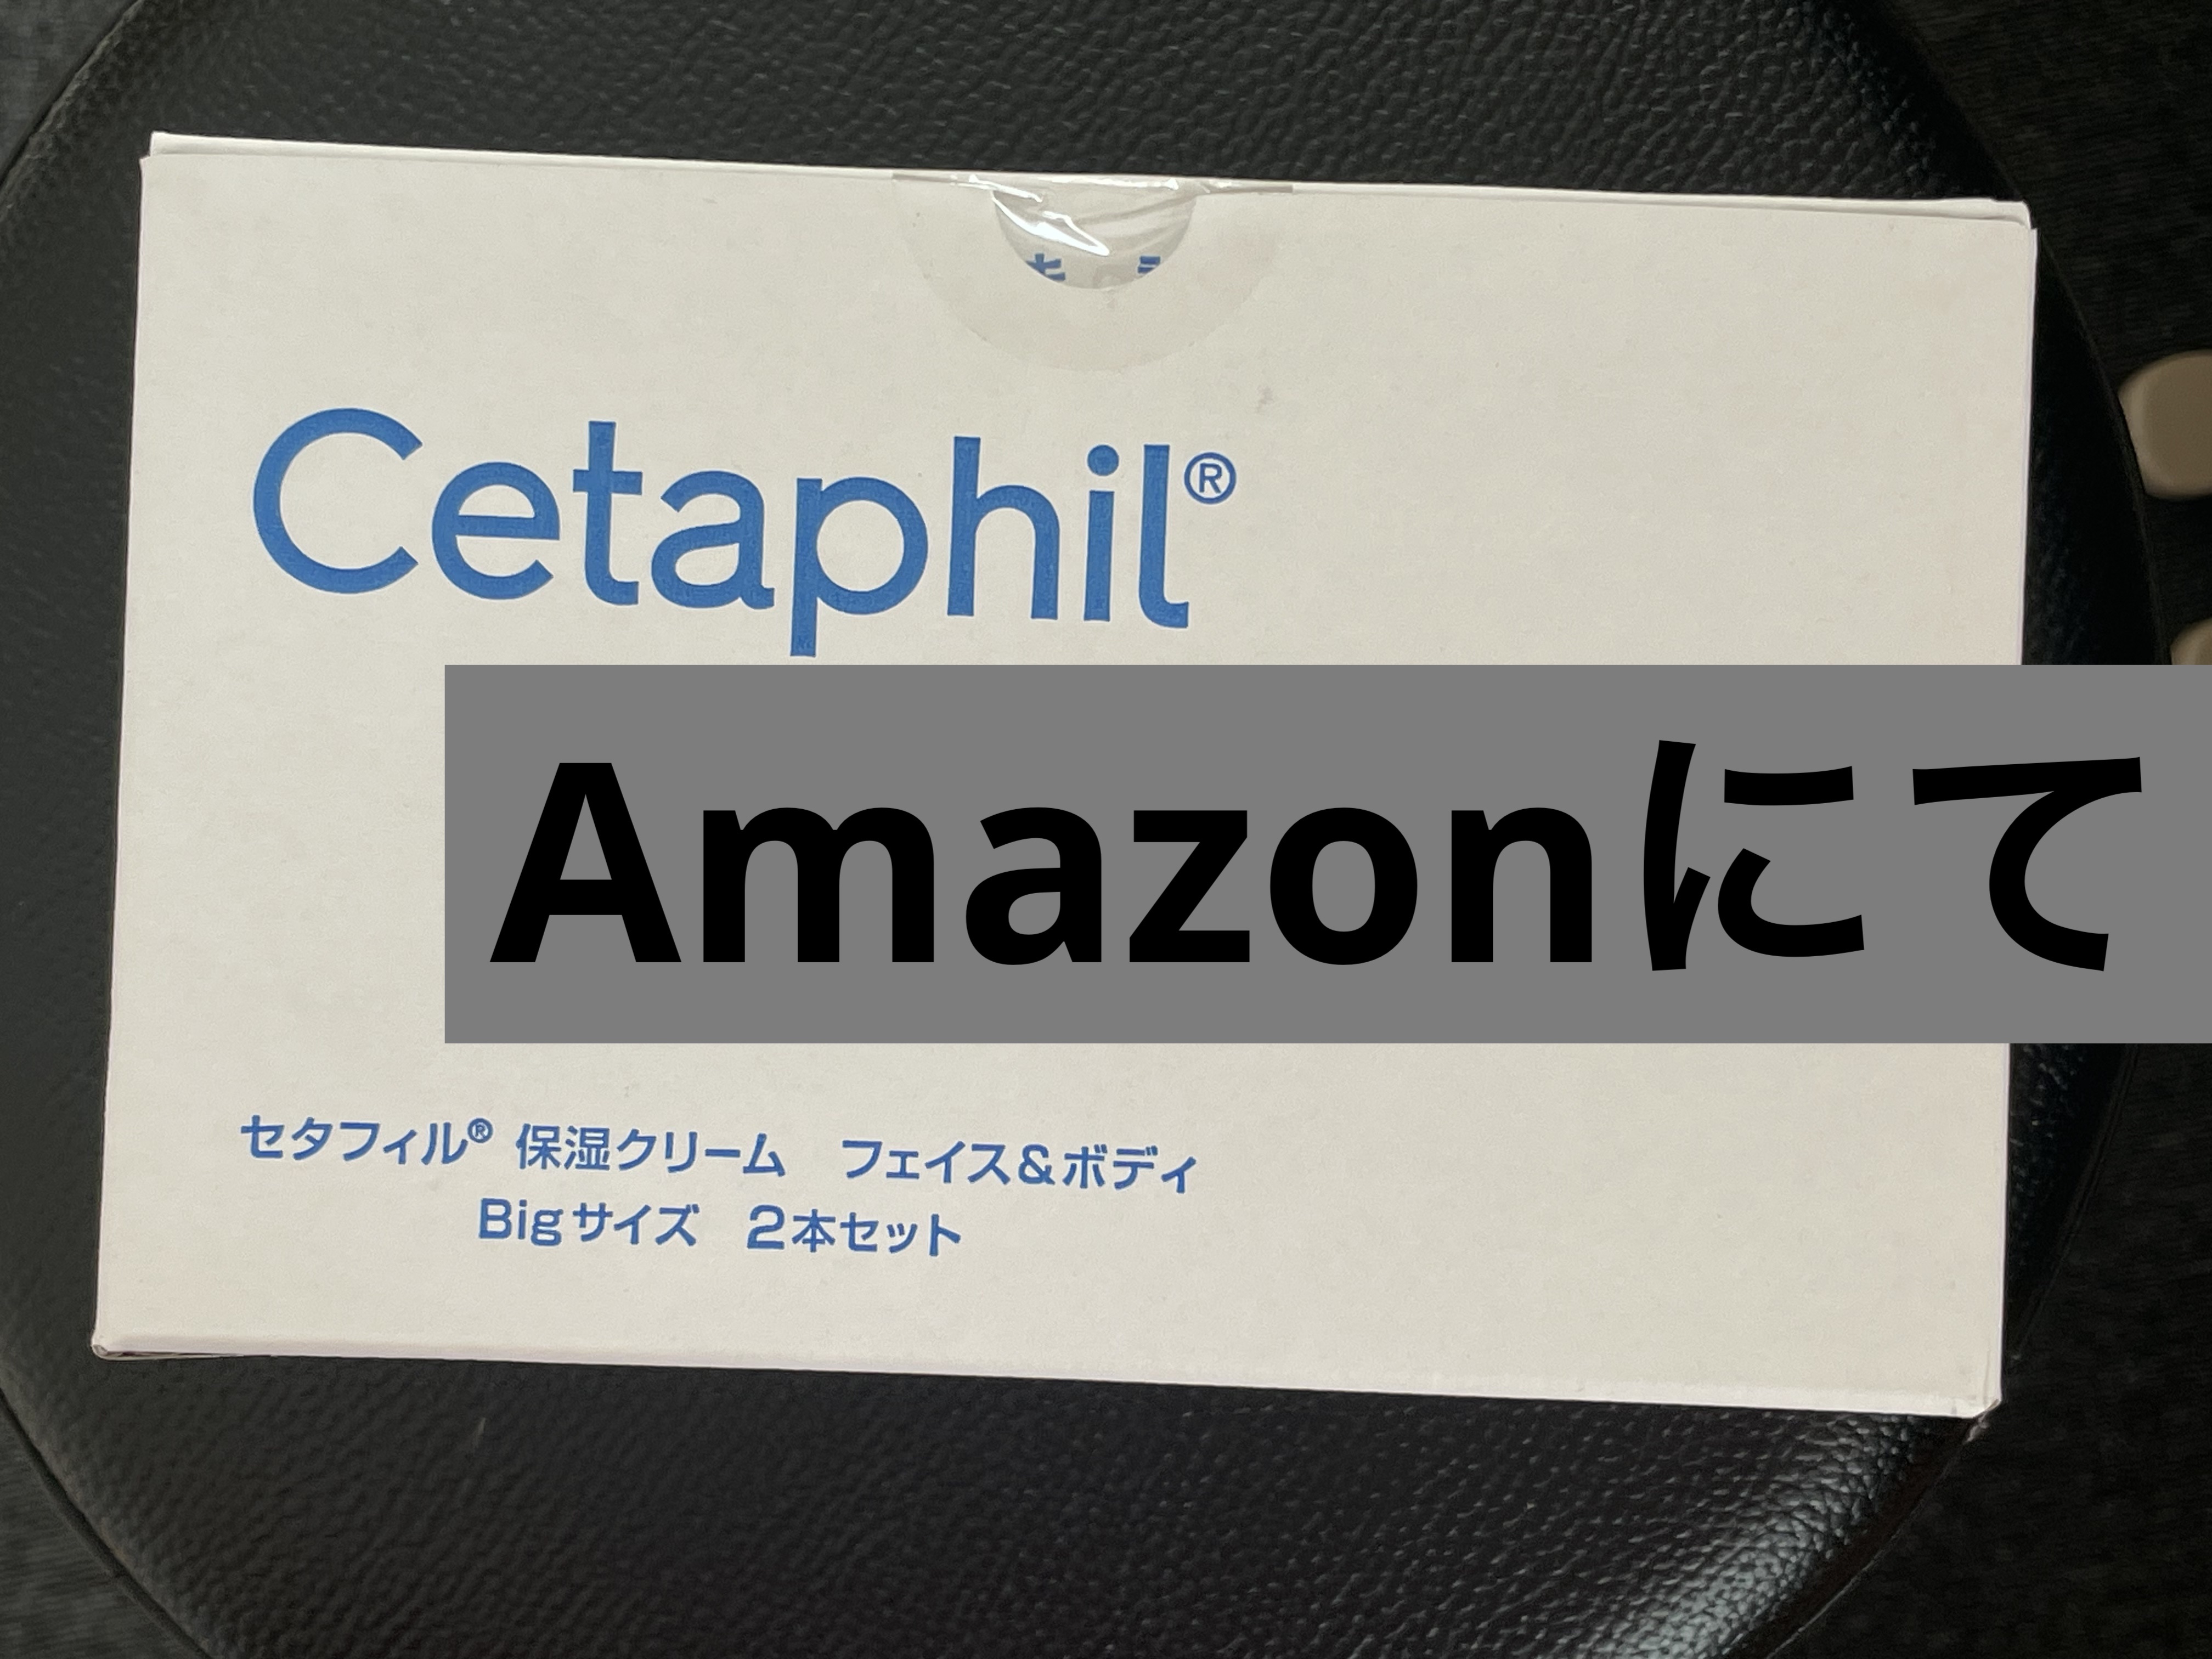 Cetaphil®
Amazonにて
セタフィル® 保湿クリーム　フェイス&ボディ
Bigサイズ　2本セット